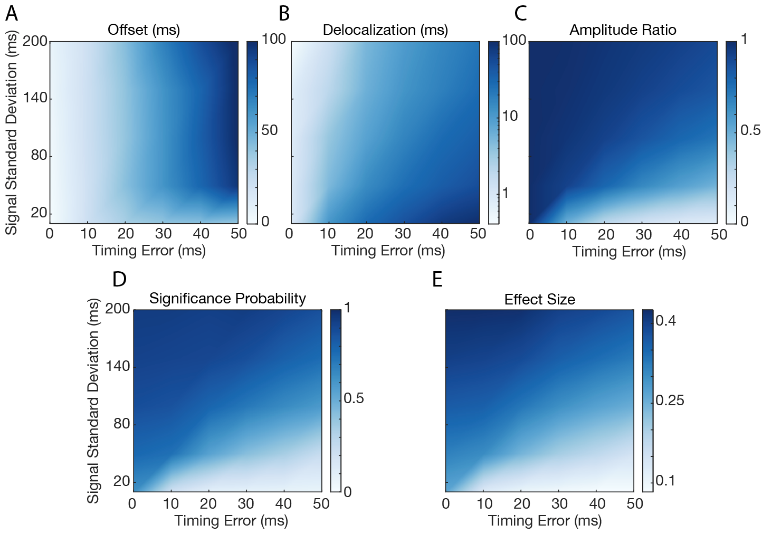 A
Offset (ms)
Signal Standard Deviation (ms)
200
140
80
20
0 10 20 30 40 50
Timing Error (ms)
100
50
0
B
Delocalization (ms)
0 10 20 30 40 50
Timing Error (ms)
100
10
1
C
Amplitude Ratio
0 10 20 30 40 50
Timing Error (ms)
1
0.5
0
D
Significance Probability
Signal Standard Deviation (ms)
200
140
80
20
0 10 20 30 40 50
Timing Error (ms)
1
0.5
0
E
Effect Size
0 10 20 30 40 50
Timing Error (ms)
0.4
0.25
0.1